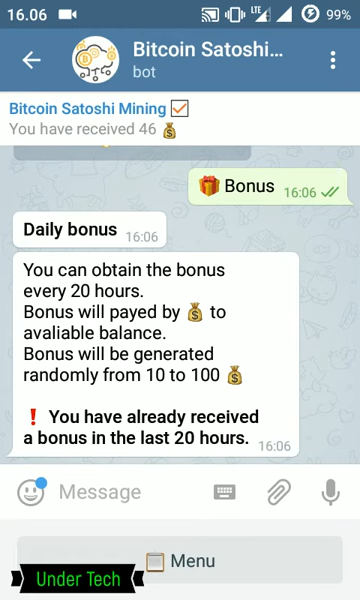 16.06
LTE
99%
Bitcoin Satoshi...
bot
Bitcoin Satoshi Mining
You have received 46
Bonus 16:06
Daily bonus 16:06
You can obtain the bonus
every 20 hours.
Bonus will payed by 💰 to
avaliable balance.
Bonus will be generated
randomly from 10 to 100 💰
❗ You have already received
a bonus in the last 20 hours. 16:06
Message
Menu
Under Tech